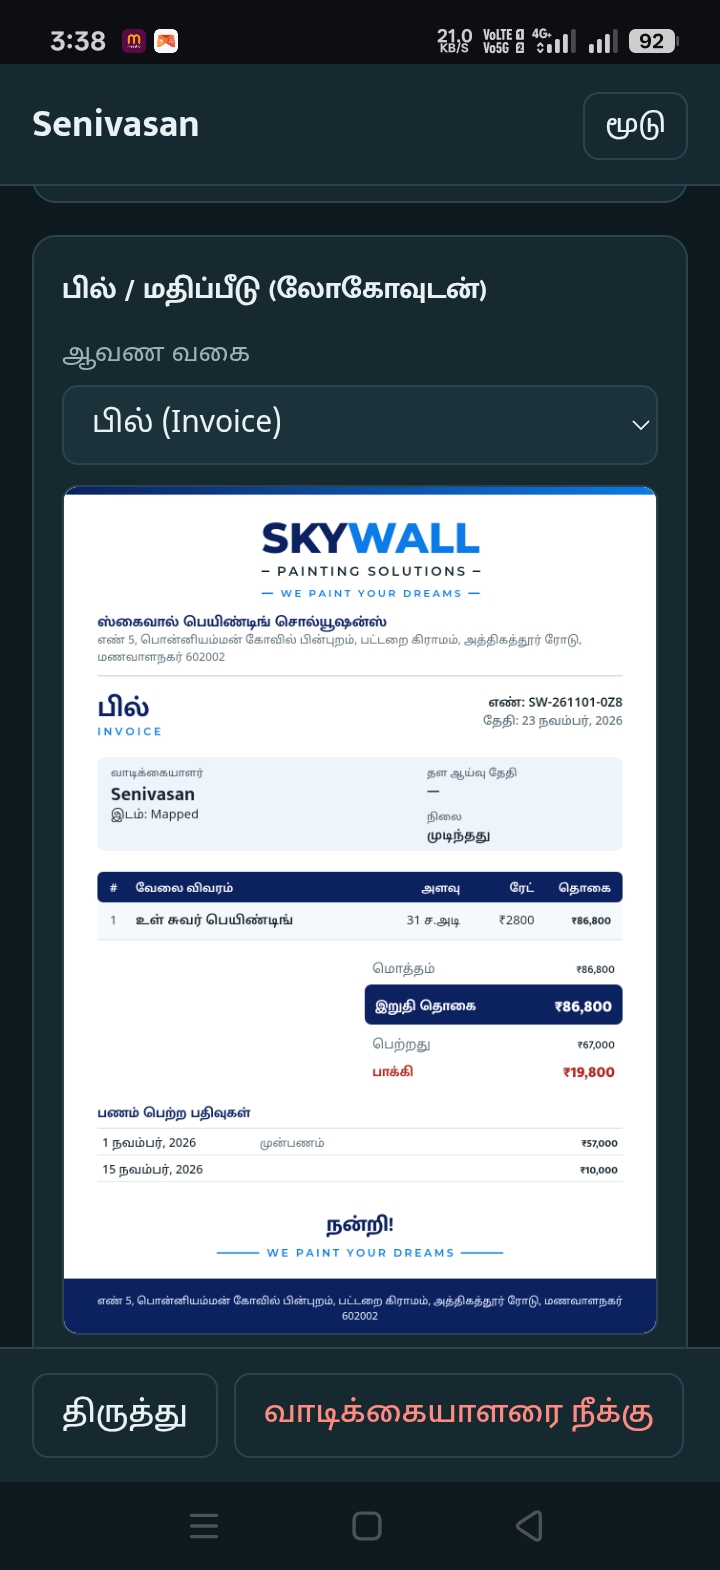 3:38
21.0 KB/S VoLTE 1 Vo5G 2 4G+ 92
Senivasan
மூடு
பில் / மதிப்பீடு (லோகோவுடன்)
ஆவண வகை
பில் (Invoice)
SKYWALL
– PAINTING SOLUTIONS –
— WE PAINT YOUR DREAMS —
ஸ்கைவால் பெயிண்டிங் சொல்யூஷன்ஸ்
எண் 5, பொன்னியம்மன் கோவில் பின்புறம், பட்டறை கிராமம், அத்திகத்தூர் ரோடு,
மணவாளநகர் 602002
பில்
INVOICE
எண்: SW-261101-0Z8
தேதி: 23 நவம்பர், 2026
வாடிக்கையாளர்
Senivasan
இடம்: Mapped
தள ஆய்வு தேதி
—
நிலை
முடிந்தது
# வேலை விவரம் அளவு ரேட் தொகை
1 உள் சுவர் பெயிண்டிங் 31 ச.அடி ₹2800 ₹86,800
மொத்தம் ₹86,800
இறுதி தொகை ₹86,800
பெற்றது ₹67,000
பாக்கி ₹19,800
பணம் பெற்ற பதிவுகள்
1 நவம்பர், 2026 முன்பணம் ₹57,000
15 நவம்பர், 2026 ₹10,000
நன்றி!
WE PAINT YOUR DREAMS
எண் 5, பொன்னியம்மன் கோவில் பின்புறம், பட்டறை கிராமம், அத்திகத்தூர் ரோடு, மணவாளநகர்
602002
திருத்து
வாடிக்கையாளரை நீக்கு